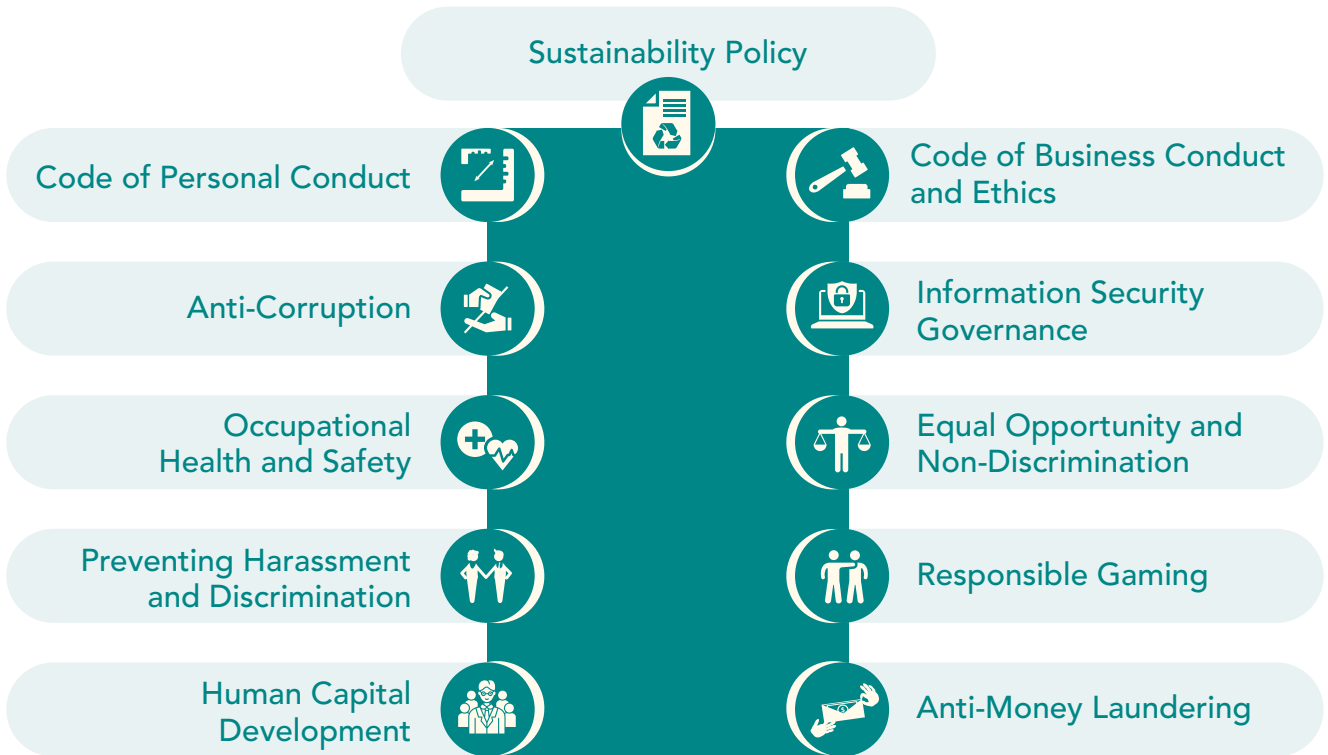 Sustainability Policy
Code of Personal Conduct
Code of Business Conduct
and Ethics
Anti-Corruption
Information Security
Governance
Occupational
Health and Safety
Equal Opportunity and
Non-Discrimination
Preventing Harassment
and Discrimination
Responsible Gaming
Human Capital
Development
Anti-Money Laundering